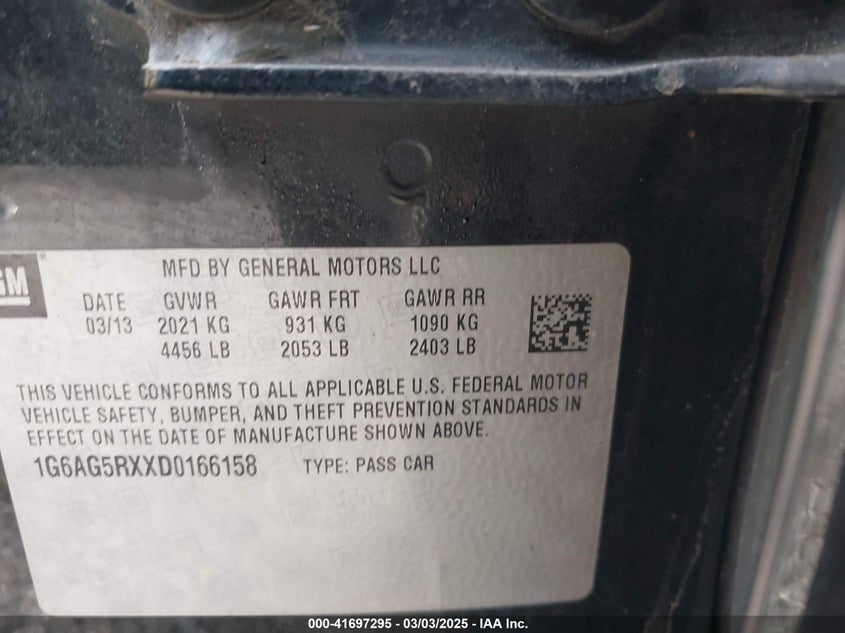 GM
MFD BY GENERAL MOTORS LLC
DATE GVWR GAWR FRT GAWR RR
03/13 2021 KG 931 KG 1090 KG
4456 LB 2053 LB 2403 LB
THIS VEHICLE CONFORMS TO ALL APPLICABLE U.S. FEDERAL MOTOR
VEHICLE SAFETY, BUMPER, AND THEFT PREVENTION STANDARDS IN
EFFECT ON THE DATE OF MANUFACTURE SHOWN ABOVE.
1G6AG5RXXD0166158 TYPE: PASS CAR
000-41697295 - 03/03/2025 - IAA Inc.